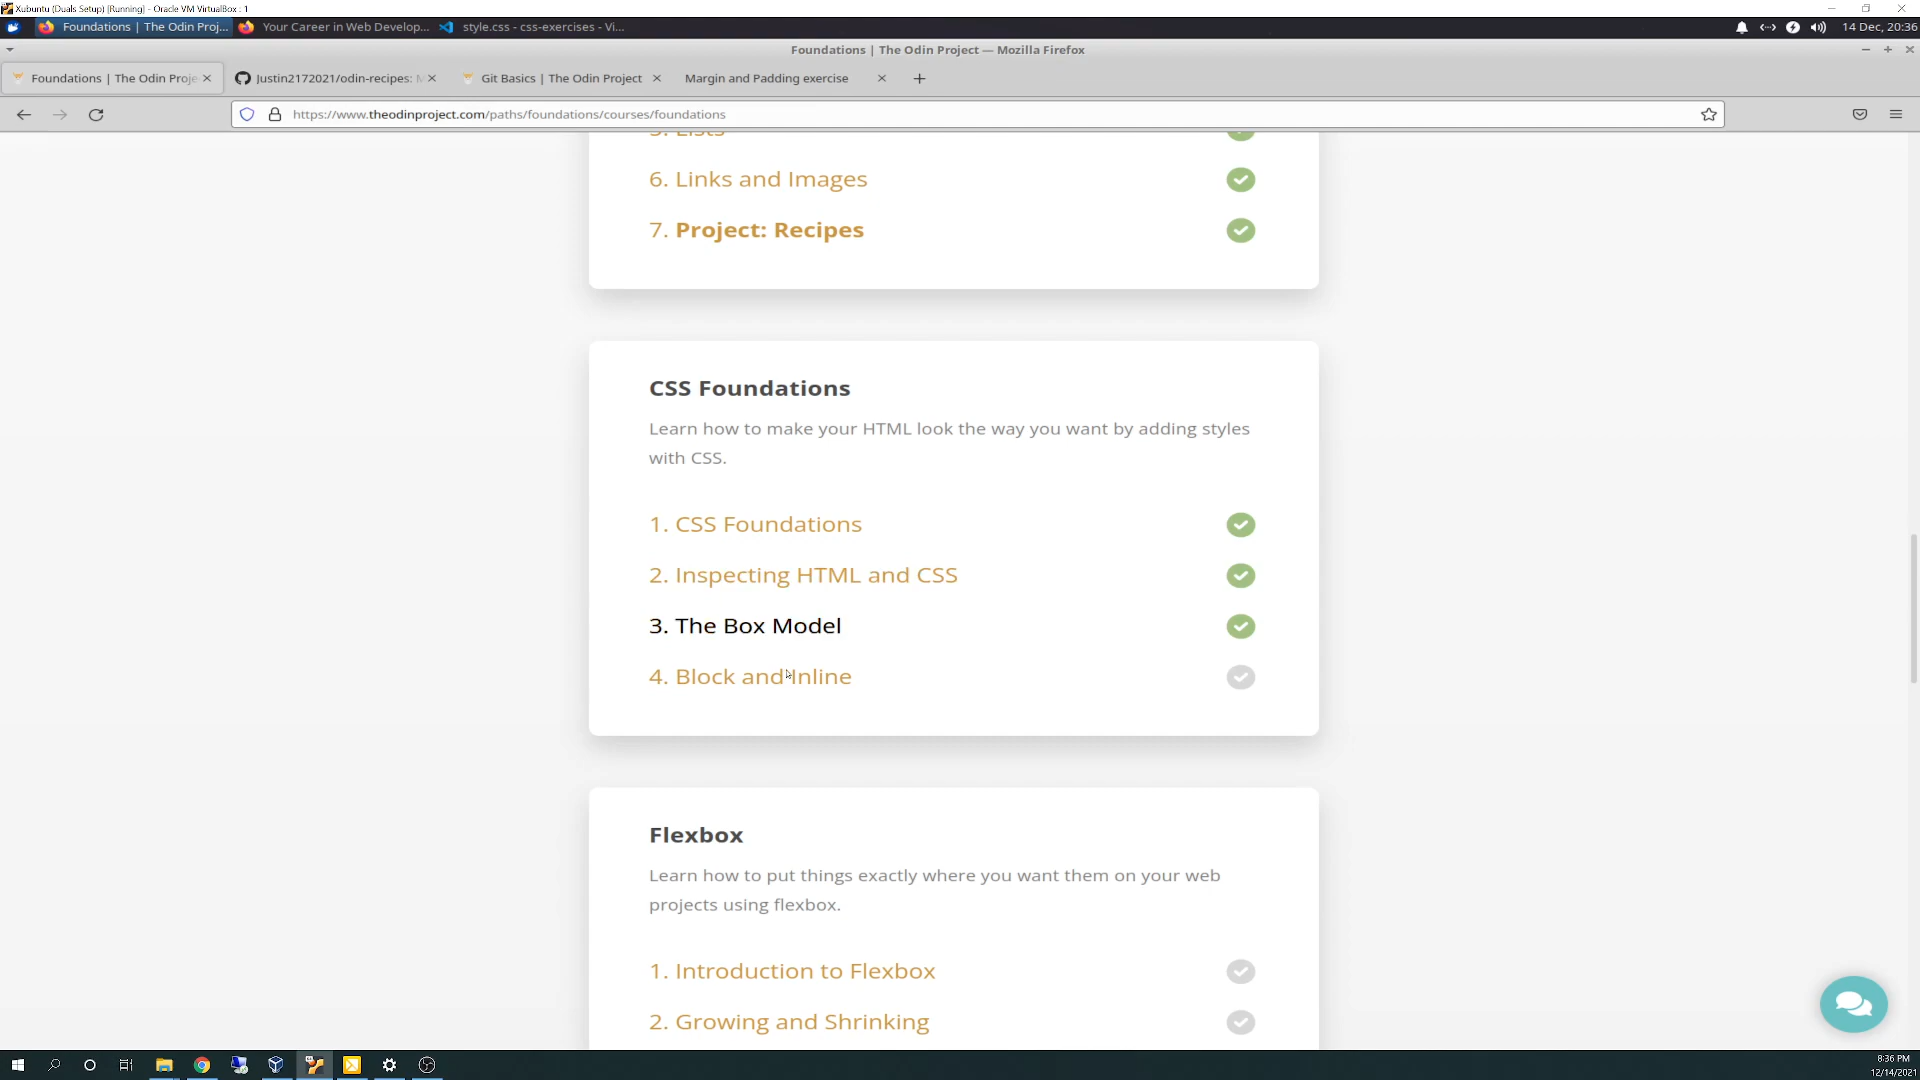 Xubuntu (Duals Setup) [Running] - Oracle VM VirtualBox : 1
Foundations | The Odin Proj...
Your Career in Web Develop...
style.css - css-exercises - Vi...
14 Dec, 20:36
Foundations | The Odin Project — Mozilla Firefox
Foundations | The Odin Proje
Justin2172021/odin-recipes: M
Git Basics | The Odin Project
Margin and Padding exercise
https://www.theodinproject.com/paths/foundations/courses/foundations
5. Lists
6. Links and Images
7. Project: Recipes
CSS Foundations
Learn how to make your HTML look the way you want by adding styles
with CSS.
1. CSS Foundations
2. Inspecting HTML and CSS
3. The Box Model
4. Block and Inline
Flexbox
Learn how to put things exactly where you want them on your web
projects using flexbox.
1. Introduction to Flexbox
2. Growing and Shrinking
8:36 PM
12/14/2021